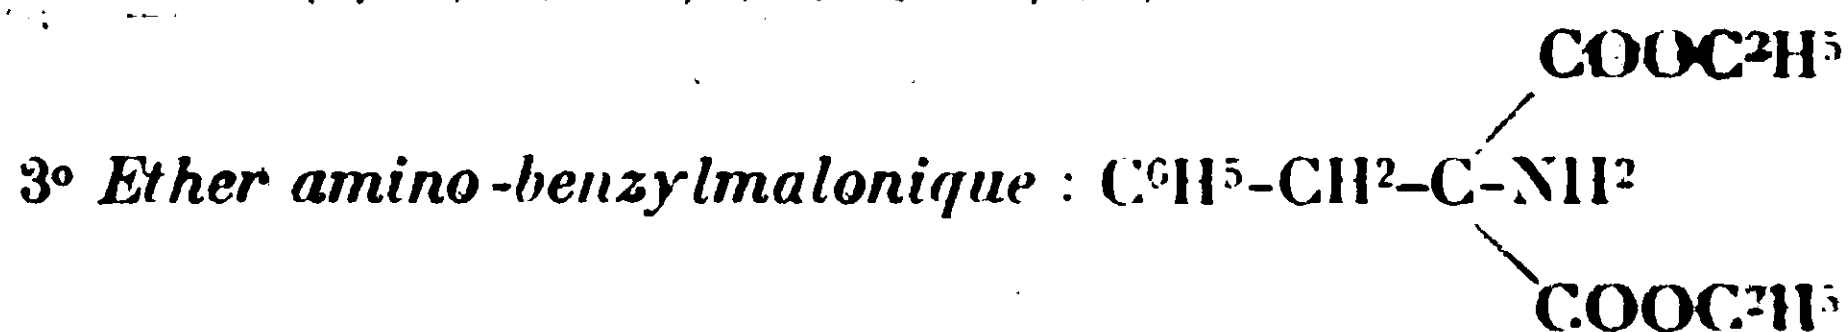 COOC²H⁵
3° Ether amino-benzylmalonique : C⁶H⁵-CH²-C-NH²
COOC²H⁵